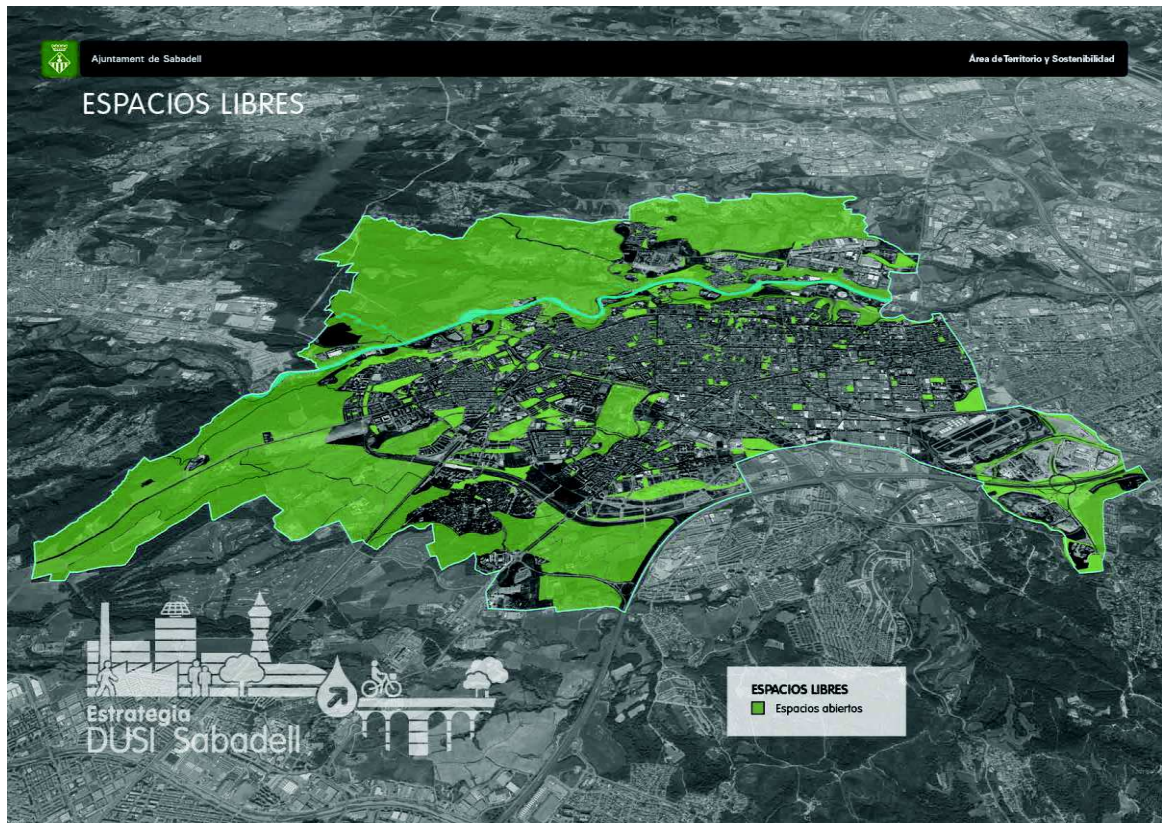 Ajuntament de Sabadell
Área de Territorio y Sostenibilidad
ESPACIOS LIBRES
ESPACIOS LIBRES
Espacios abiertos
Estrategia
DUSI Sabadell